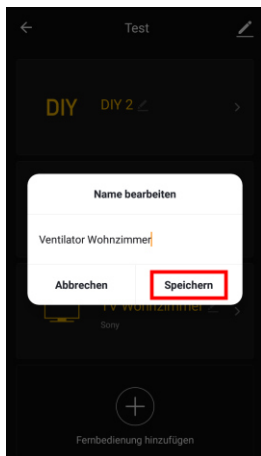 Test
DIY DIY 2
Name bearbeiten
Ventilator Wohnzimmer
Abbrechen Speichern
TV Wohnzimmer
Sony
Fernbedienung hinzufügen